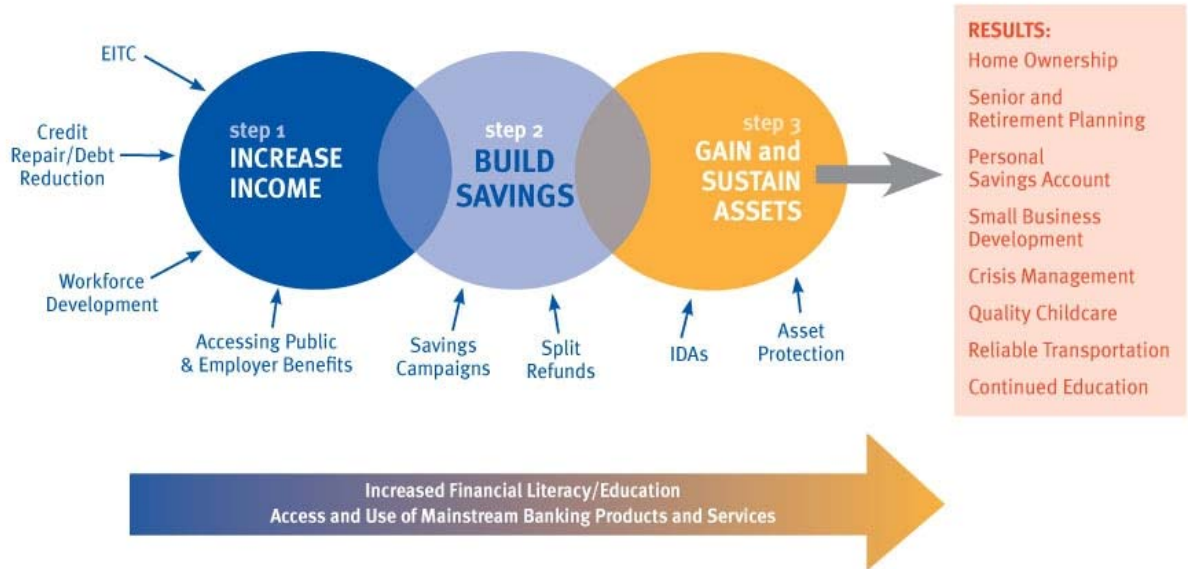 EITC
Credit
Repair/Debt
Reduction
Workforce
Development
Accessing Public
& Employer Benefits
step 1
INCREASE
INCOME
step 2
BUILD
SAVINGS
Savings
Campaigns
Split
Refunds
step 3
GAIN and
SUSTAIN
ASSETS
IDAs
Asset
Protection
RESULTS:
Home Ownership
Senior and
Retirement Planning
Personal
Savings Account
Small Business
Development
Crisis Management
Quality Childcare
Reliable Transportation
Continued Education
Increased Financial Literacy/Education
Access and Use of Mainstream Banking Products and Services